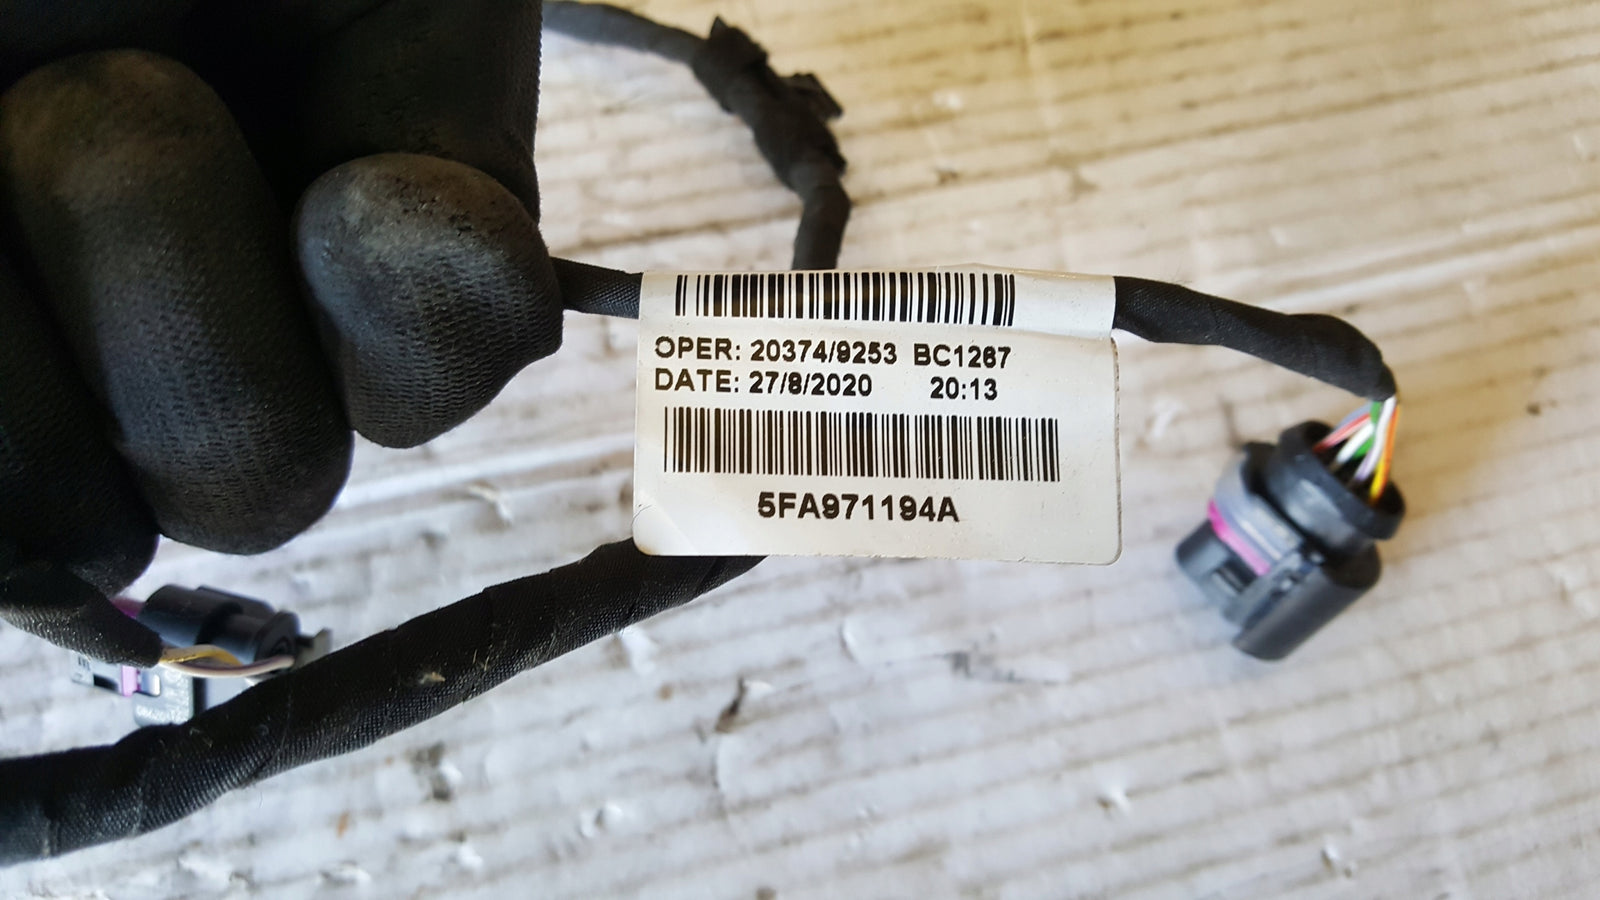 OPER: 20374/9253 BC1267
DATE: 27/8/2020 20:13
5FA971194A